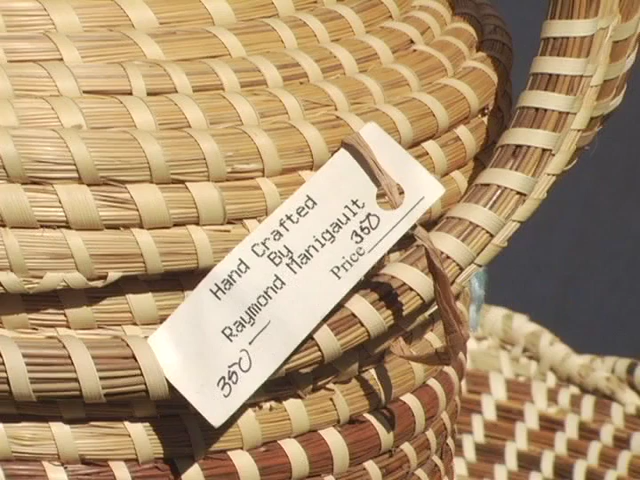 Hand Crafted
By
Raymond Manigault
Price 350
350 —